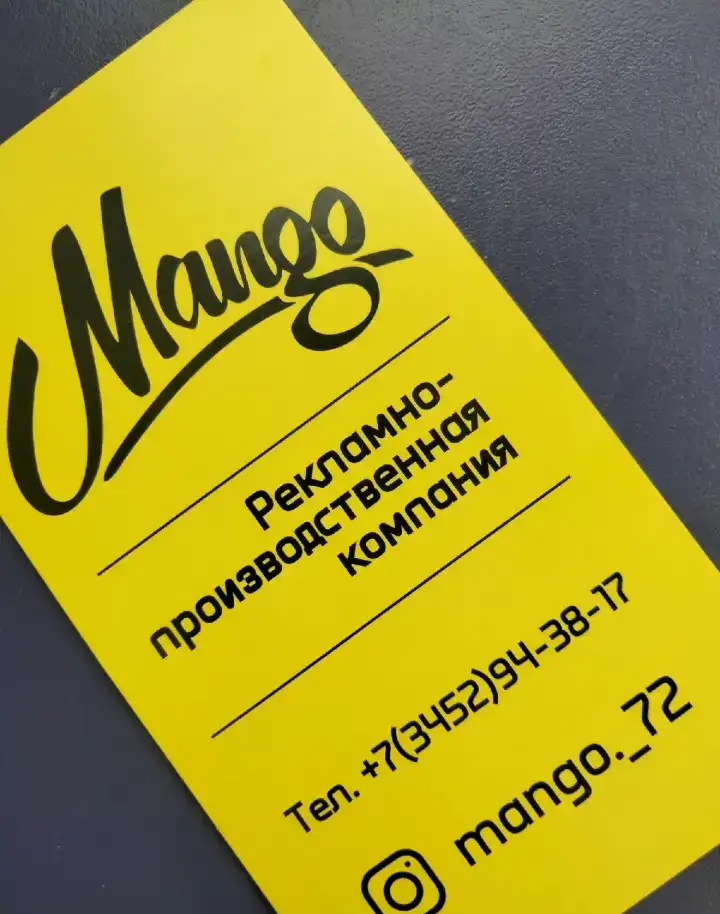 Mango
Рекламно-
производственная
компания
Тел. +7(3452)94-38-17
mango._72